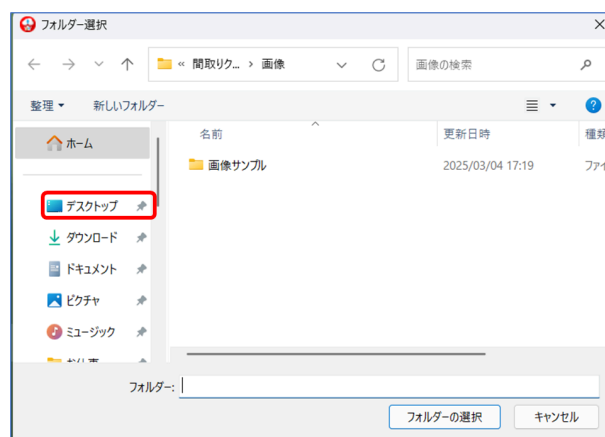 フォルダー選択
« 間取りク... › 画像
画像の検索
整理
新しいフォルダー
ホーム
名前
更新日時
種類
画像サンプル
2025/03/04 17:19
ファイ
デスクトップ
ダウンロード
ドキュメント
ピクチャ
ミュージック
フォルダー:
フォルダーの選択
キャンセル